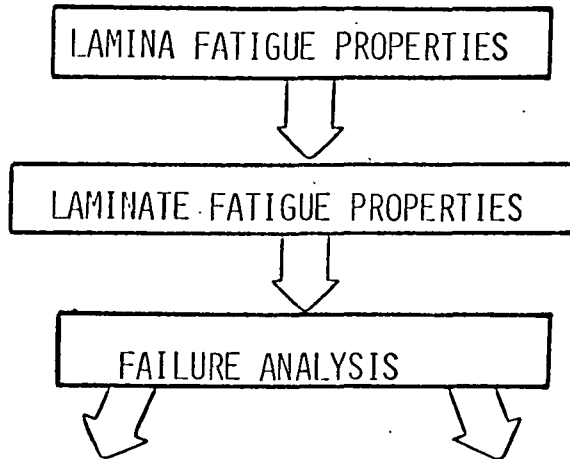 LAMINA FATIGUE PROPERTIES
LAMINATE FATIGUE PROPERTIES
FAILURE ANALYSIS